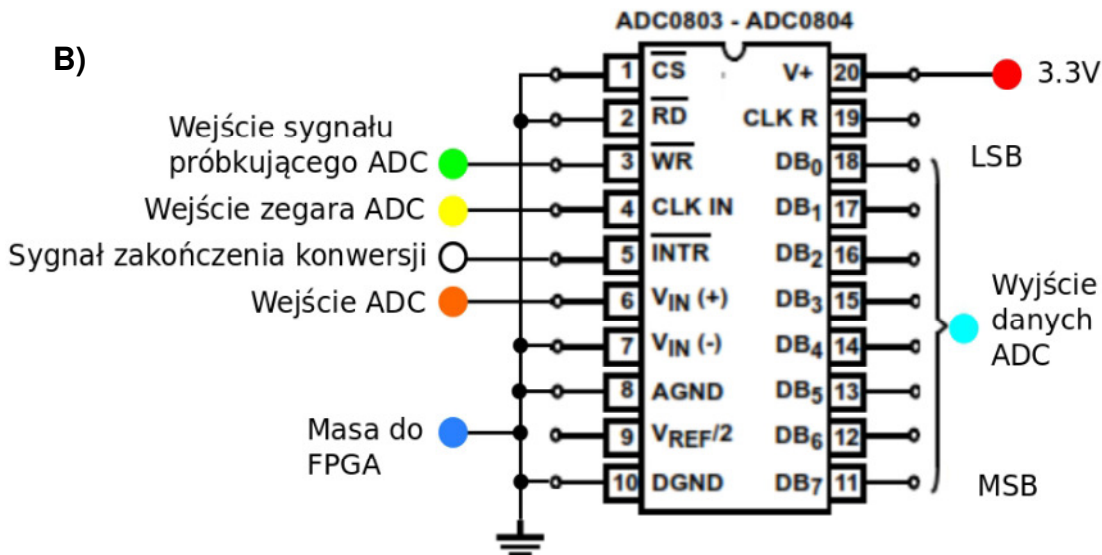 ADC0803 - ADC0804
B)
Wejście sygnału
próbkującego ADC
Wejście zegara ADC
Sygnał zakończenia konwersji
Wejście ADC
Masa do
FPGA
1 CS
2 RD
3 WR
4 CLK IN
5 INTR
6 VIN (+)
7 VIN (-)
8 AGND
9 VREF/2
10 DGND
V+ 20
CLK R 19
DB0 18
DB1 17
DB2 16
DB3 15
DB4 14
DB5 13
DB6 12
DB7 11
3.3V
LSB
Wyjście
danych
ADC
MSB